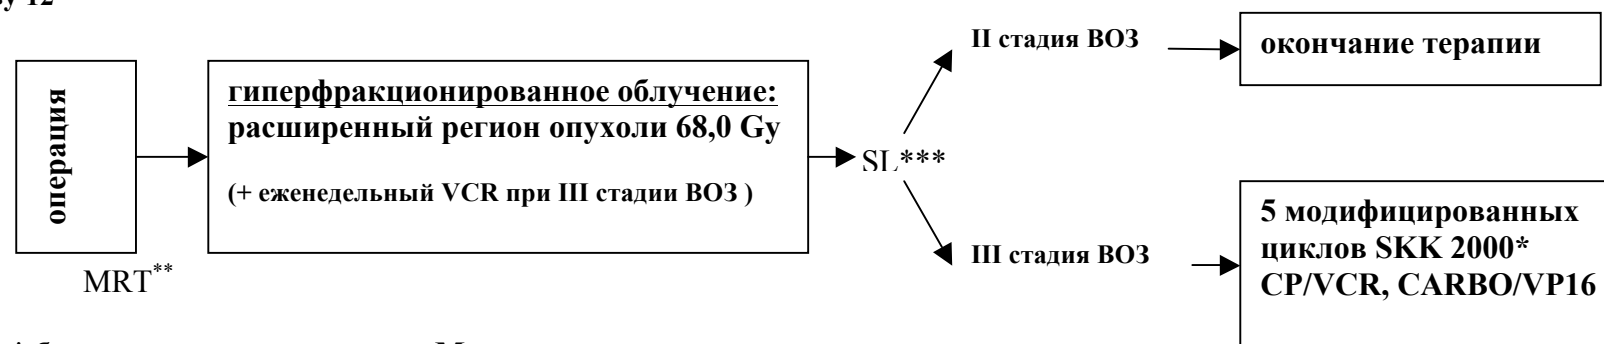 операция
MRT**
гиперфракционированное облучение:
расширенный регион опухоли 68,0 Gy
(+ еженедельный VCR при III стадии ВОЗ )
SL***
II стадия ВОЗ
окончание терапии
III стадия ВОЗ
5 модифицированных
циклов SKK 2000*
CP/VCR, CARBO/VP16